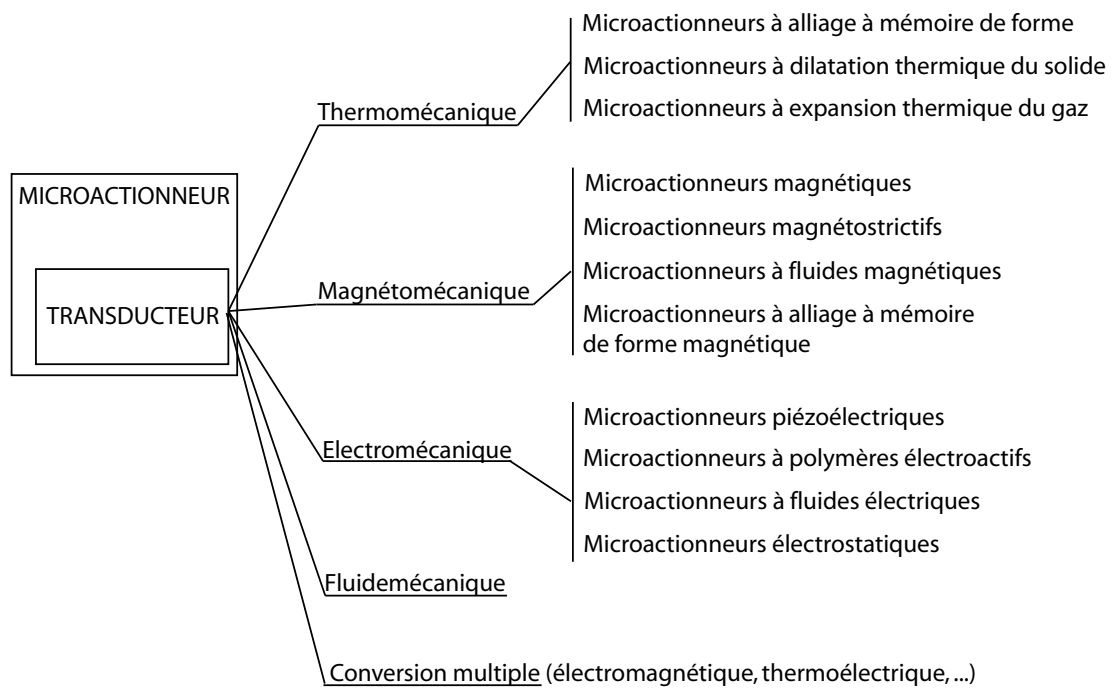 Microactionneurs à alliage à mémoire de forme
Microactionneurs à dilatation thermique du solide
Microactionneurs à expansion thermique du gaz
Thermomécanique
MICROACTIONNEUR
TRANSDUCTEUR
Microactionneurs magnétiques
Microactionneurs magnétostrictifs
Microactionneurs à fluides magnétiques
Microactionneurs à alliage à mémoire
de forme magnétique
Magnétomécanique
Microactionneurs piézoélectriques
Microactionneurs à polymères électroactifs
Microactionneurs à fluides électriques
Microactionneurs électrostatiques
Electromécanique
Fluidemécanique
Conversion multiple (électromagnétique, thermoélectrique, ...)